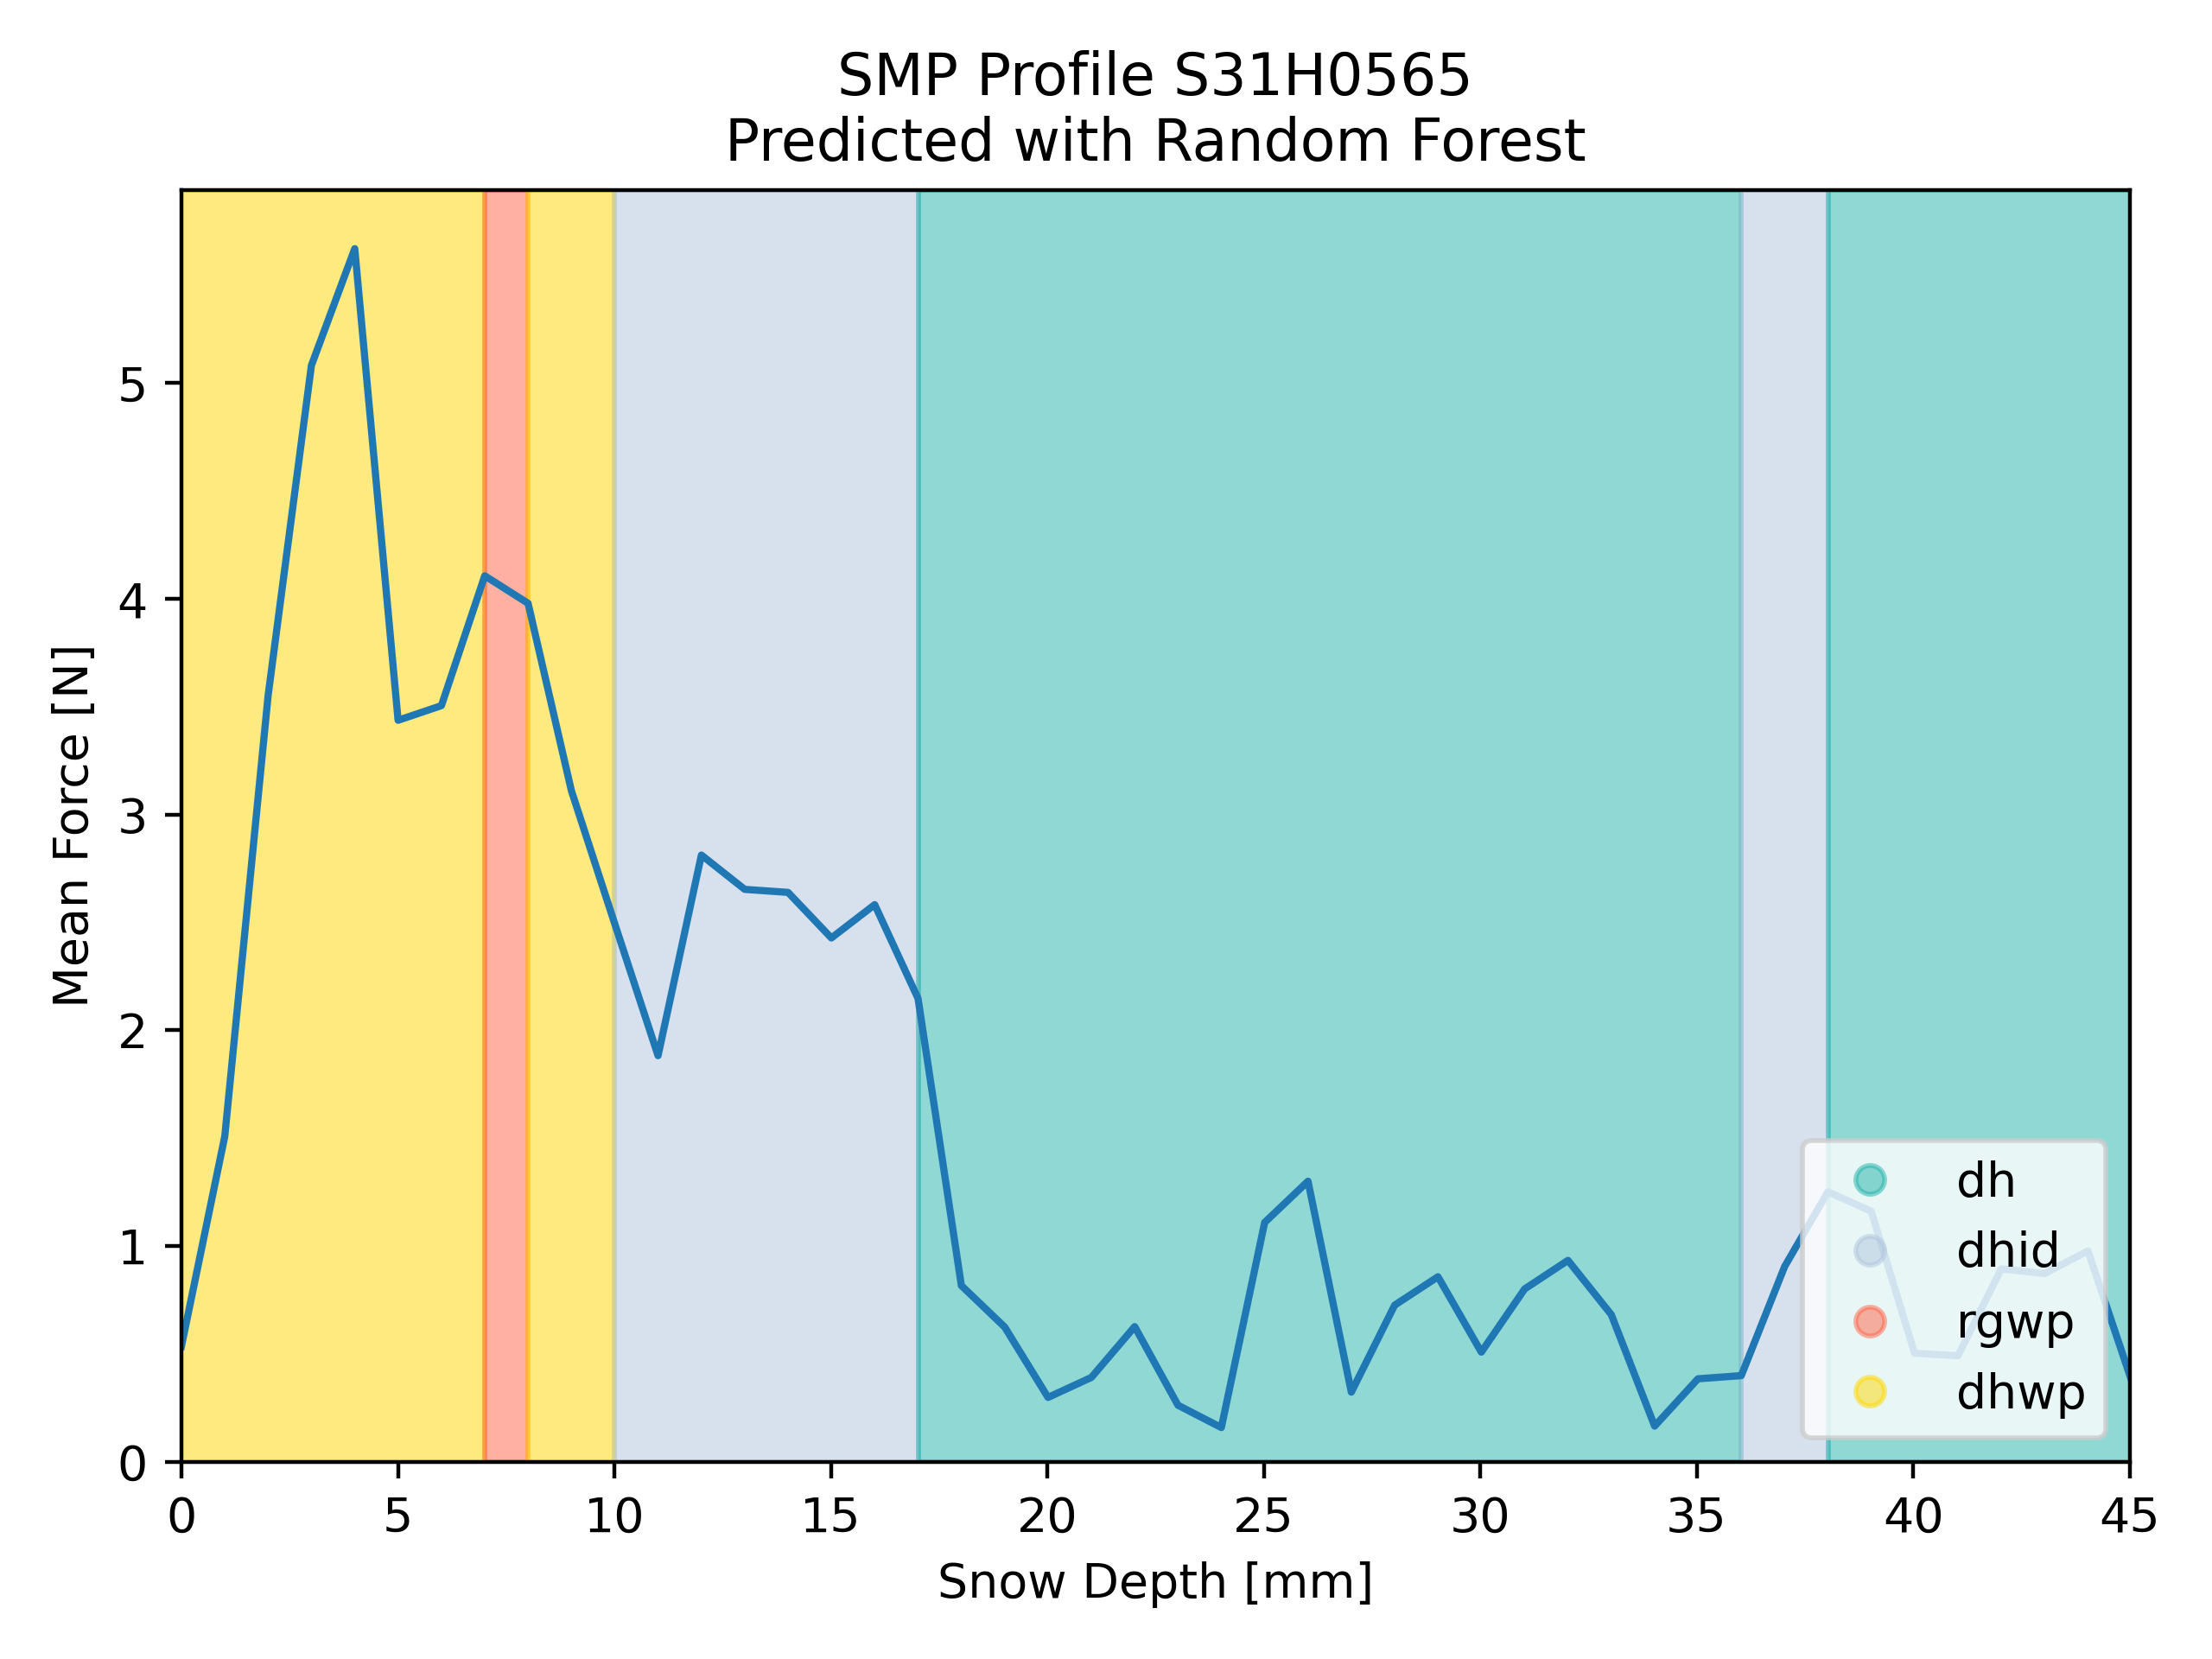 SMP Profile S31H0565
Predicted with Random Forest
Mean Force [N]
5
4
3
2
1
0
dh
dhid
rgwp
dhwp
0 5 10 15 20 25 30 35 40 45
Snow Depth [mm]